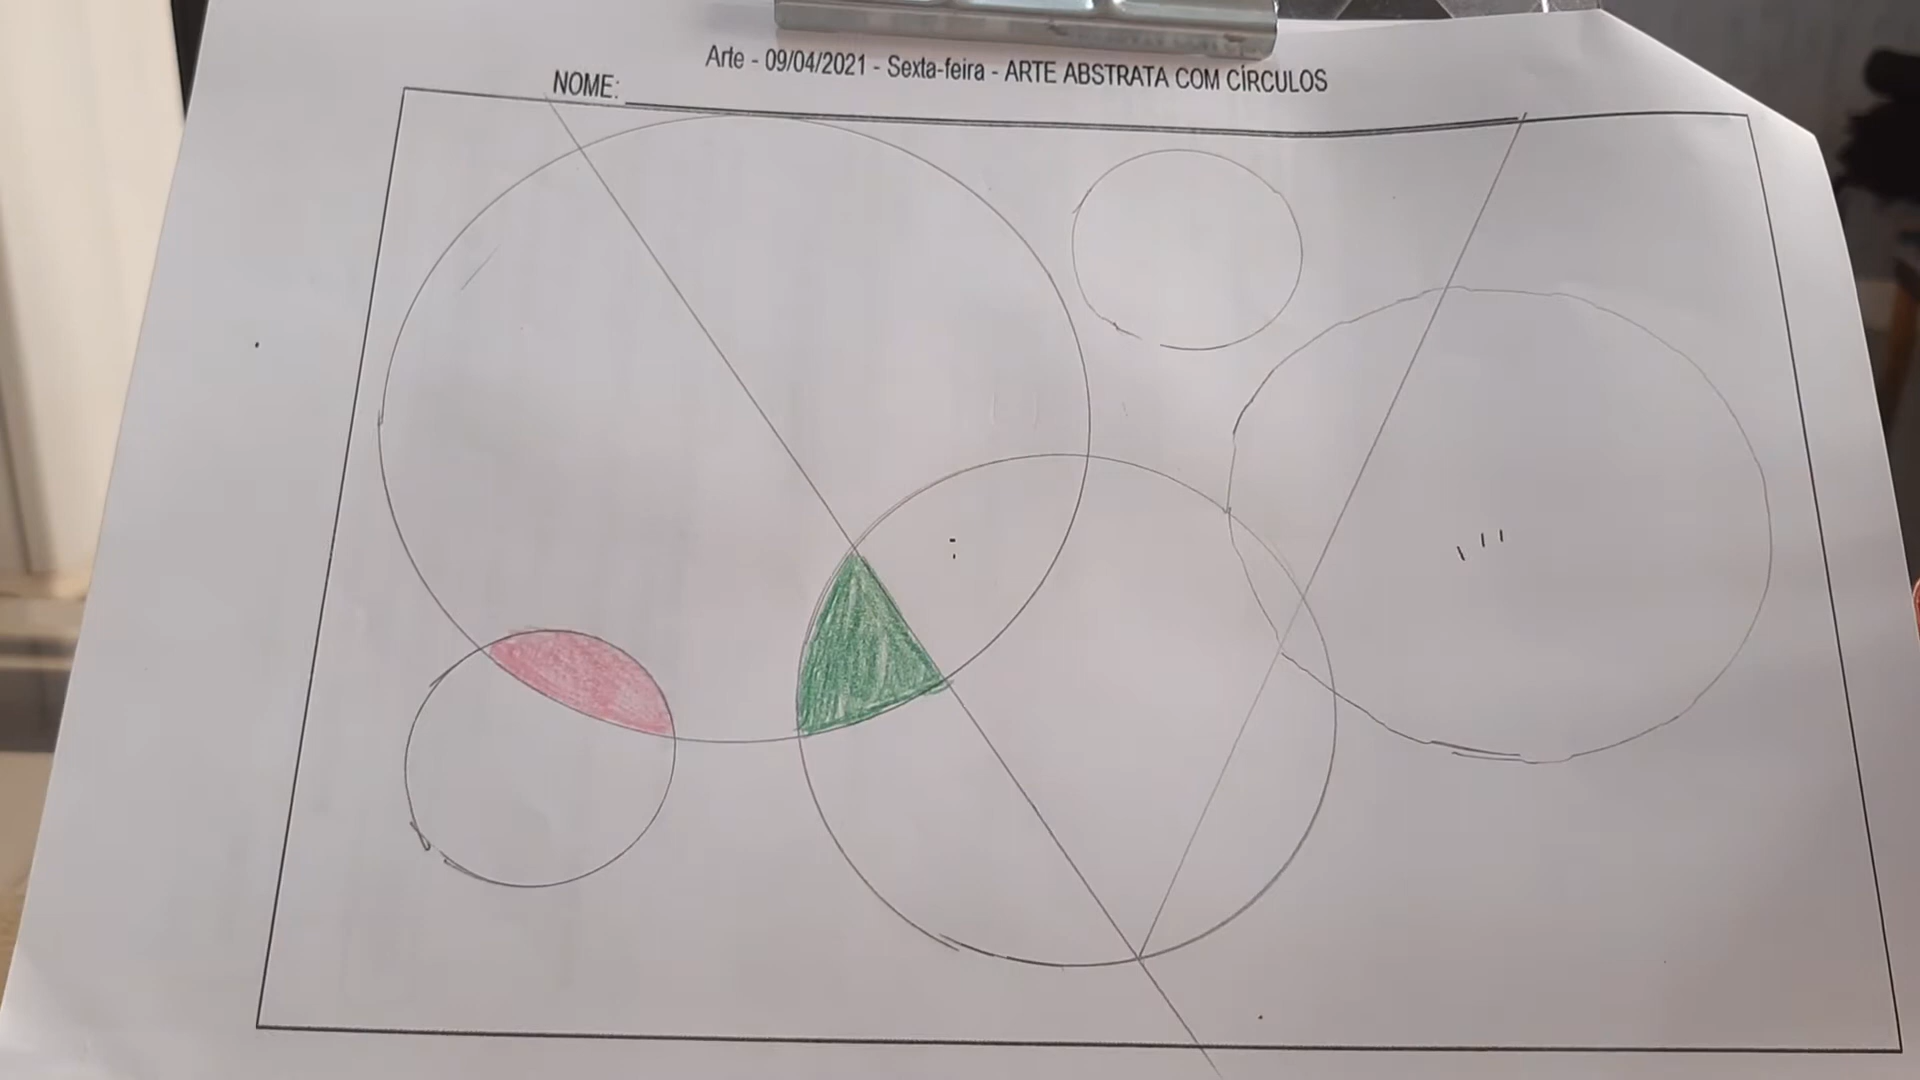 Arte - 09/04/2021 - Sexta-feira - ARTE ABSTRATA COM CÍRCULOS
NOME: